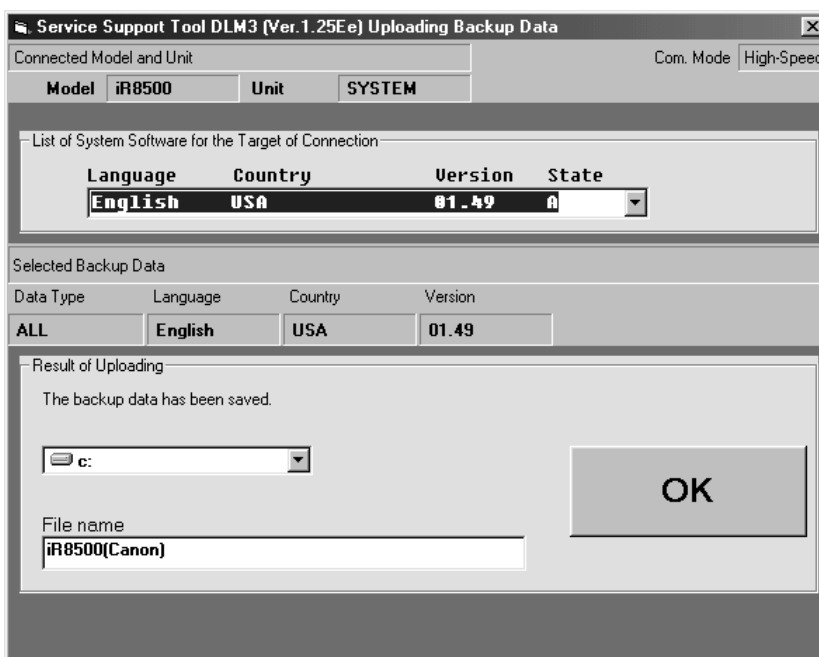 Service Support Tool DLM3 (Ver.1.25Ee) Uploading Backup Data
Connected Model and Unit Com. Mode High-Speed
Model iR8500 Unit SYSTEM
List of System Software for the Target of Connection
Language Country Version State
English USA 01.49 A
Selected Backup Data
Data Type Language Country Version
ALL English USA 01.49
Result of Uploading
The backup data has been saved.
c:
OK
File name
iR8500(Canon)